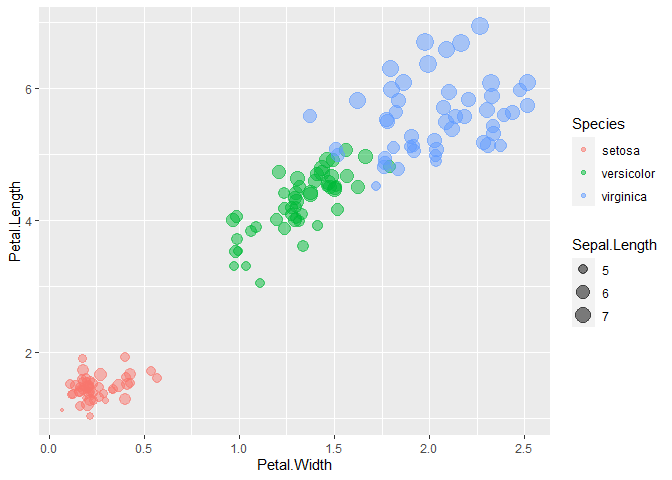 Petal.Length
6
4
2
0.0 0.5 1.0 1.5 2.0 2.5
Petal.Width
Species
setosa
versicolor
virginica
Sepal.Length
5
6
7